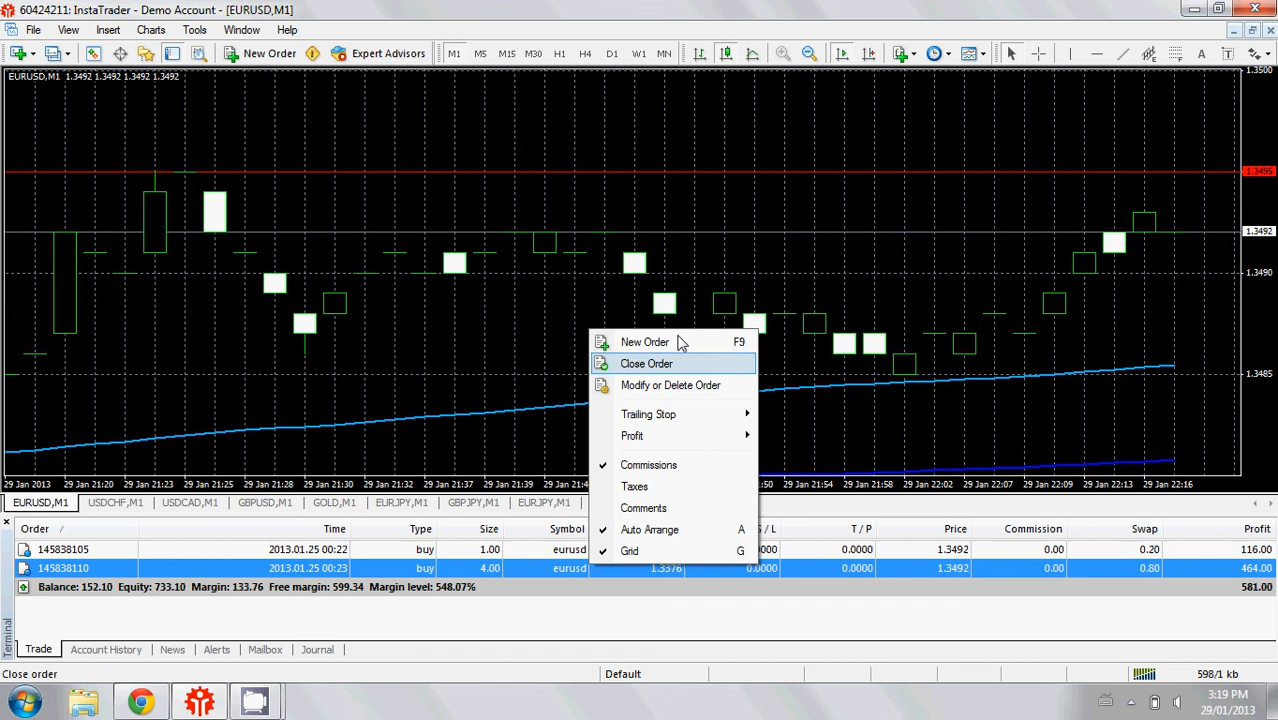 60424211: InstaTrader - Demo Account - [EURUSD,M1]
File View Insert Charts Tools Window Help
New Order Expert Advisors M1 M15 M30 H1 H4 D1 W1 MN
EURUSD,M1 1.3492 1.3492 1.3492 1.3492
1.3500
1.3495
1.3492
1.3490
1.3485
New Order F9
Close Order
Modify or Delete Order
Trailing Stop
Profit
Commissions
Taxes
Comments
Auto Arrange A
Grid G
29 Jan 2013 29 Jan 21:20 29 Jan 21:23 29 Jan 21:25 29 Jan 21:28 29 Jan 21:30 29 Jan 21:32 29 Jan 21:35 29 Jan 21:37 29 Jan 21:4 21:50 29 Jan 21:54 29 Jan 21:58 29 Jan 22:02 29 Jan 22:07 29 Jan 22:13 29 Jan 22:16
EURUSD,M1 USDCHF,M1 USDCAD,M1 GBPUSD,M1 GOLD,M1 EURJPY,M1 GBPJPY,M1 EURJPY,M1
Order / Time Type Size Symbol S / L T / P Price Commission Swap Profit
145838105 2013.01.25 00:22 buy 1.00 eurusd 0.0000 0.0000 1.3492 0.00 0.20 116.00
145838110 2013.01.25 00:23 buy 4.00 eurusd 1.3376 0.0000 0.0000 1.3492 0.00 0.80 464.00
Balance: 152.10 Equity: 733.10 Margin: 133.76 Free margin: 599.34 Margin level: 548.07% 581.00
Terminal
Trade Account History News Alerts Mailbox Journal
Close order Default 598/1 kb
3:19 PM
29/01/2013